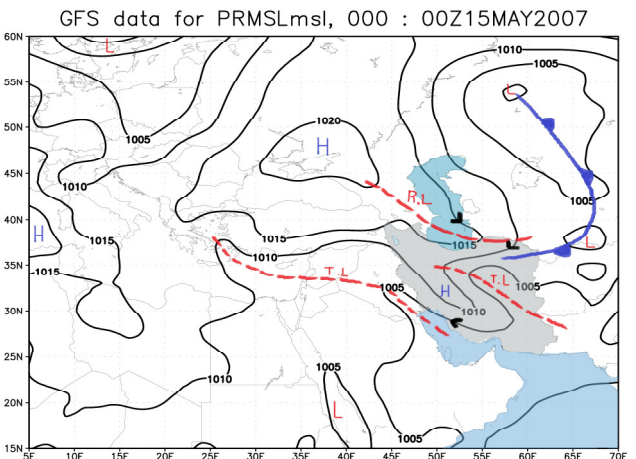 GFS data for PRMSLmsl, 000 : 00Z15MAY2007
60N
55N
50N
45N
40N
35N
30N
25N
20N
15N
L
1010
1005
L
1020
H
1005
1010
R.L
1005
H
1015
1015
1015
L
1015
1010
T.L
1005
H
T.L
1005
1010
1010
1005
L
1005
5E
10E
15E
20E
25E
30E
35E
40E
45E
50E
55E
60E
65E
70E